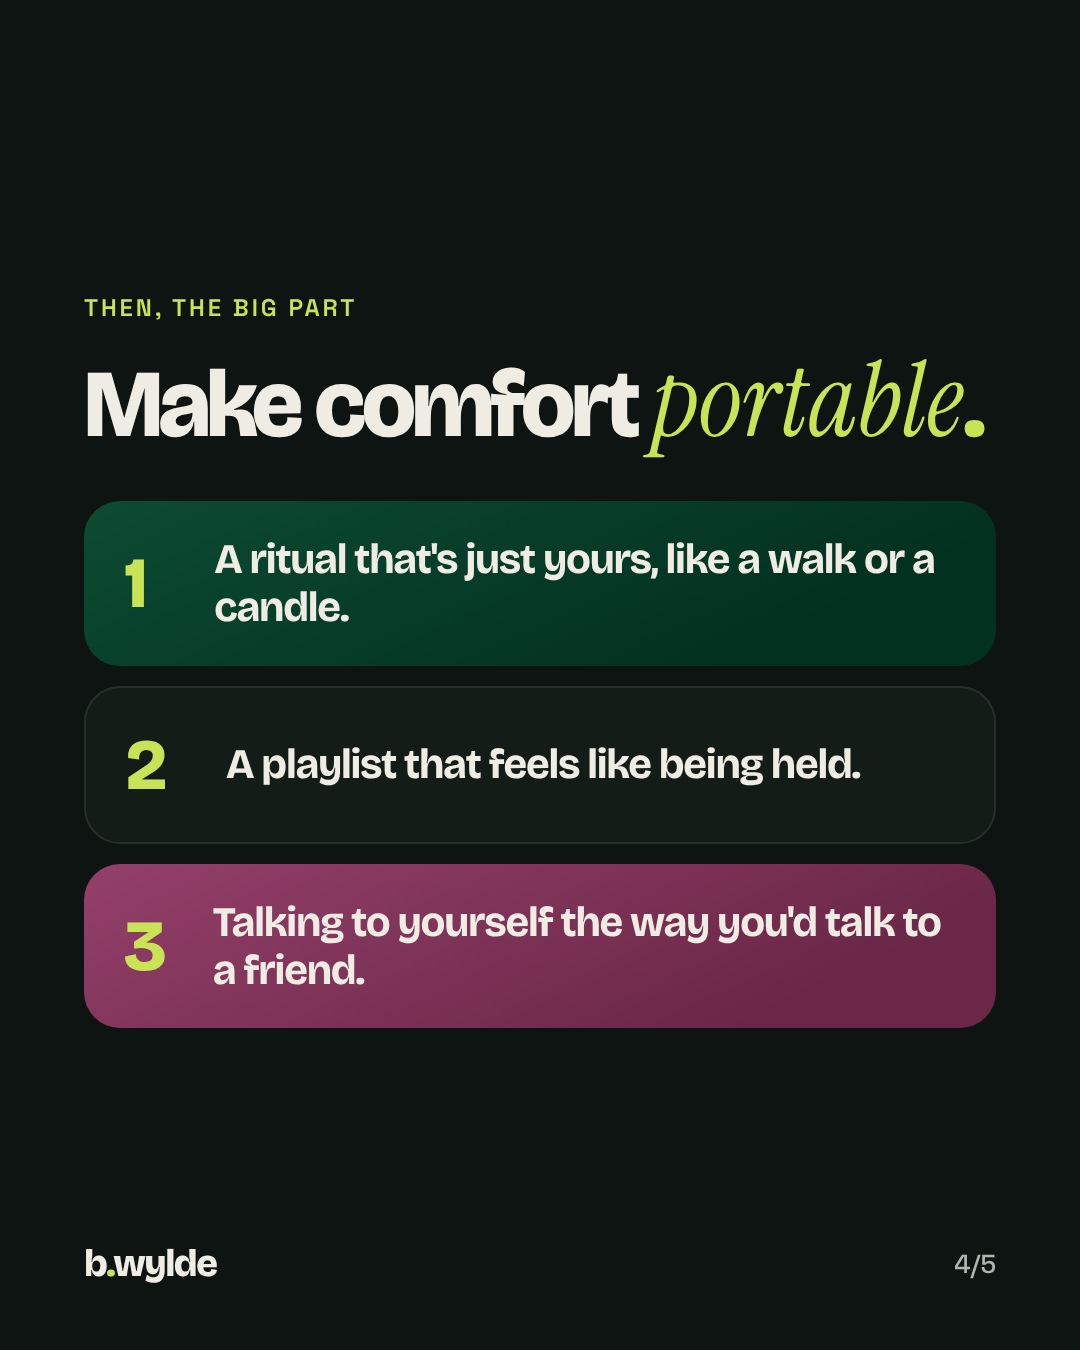 THEN, THE BIG PART
Make comfort portable.
1
A ritual that's just yours, like a walk or a
candle.
2
A playlist that feels like being held.
3
Talking to yourself the way you'd talk to
a friend.
b.wylde
4/5